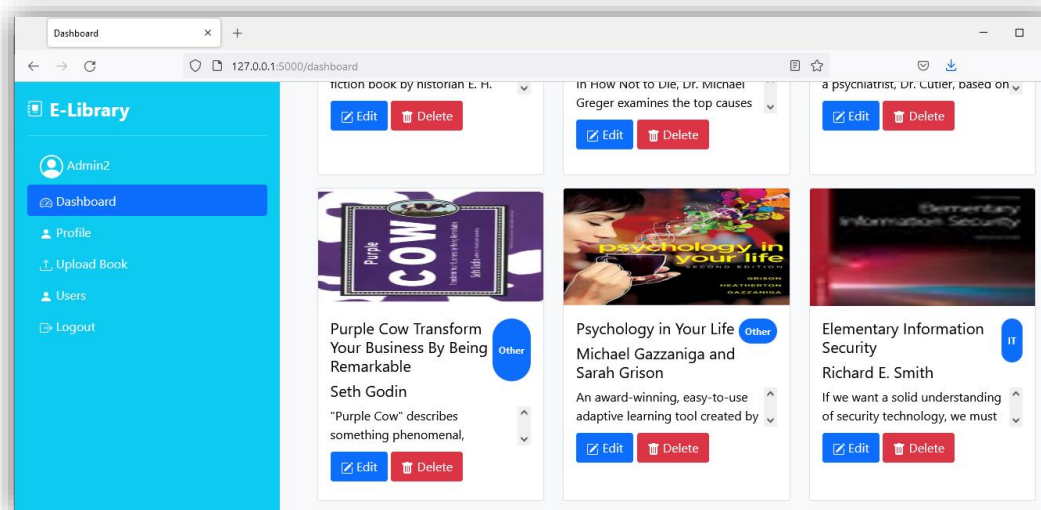 Dashboard
127.0.0.1:5000/dashboard
E-Library
Admin2
Dashboard
Profile
Upload Book
Users
Logout
fiction book by historian E. H.
Edit Delete
In How Not to Die, Dr. Michael
Greger examines the top causes
Edit Delete
a psychiatrist, Dr. Cutler, based on
Edit Delete
Purple
COW
psychology in
your life
SECOND EDITION
GRISON
HEATHERTON
GAZZANIGA
Elementary
Information Security
Purple Cow Transform
Your Business By Being
Remarkable
Other
Seth Godin
"Purple Cow" describes
something phenomenal,
Edit Delete
Psychology in Your Life Other
Michael Gazzaniga and
Sarah Grison
An award-winning, easy-to-use
adaptive learning tool created by
Edit Delete
Elementary Information
Security
IT
Richard E. Smith
If we want a solid understanding
of security technology, we must
Edit Delete